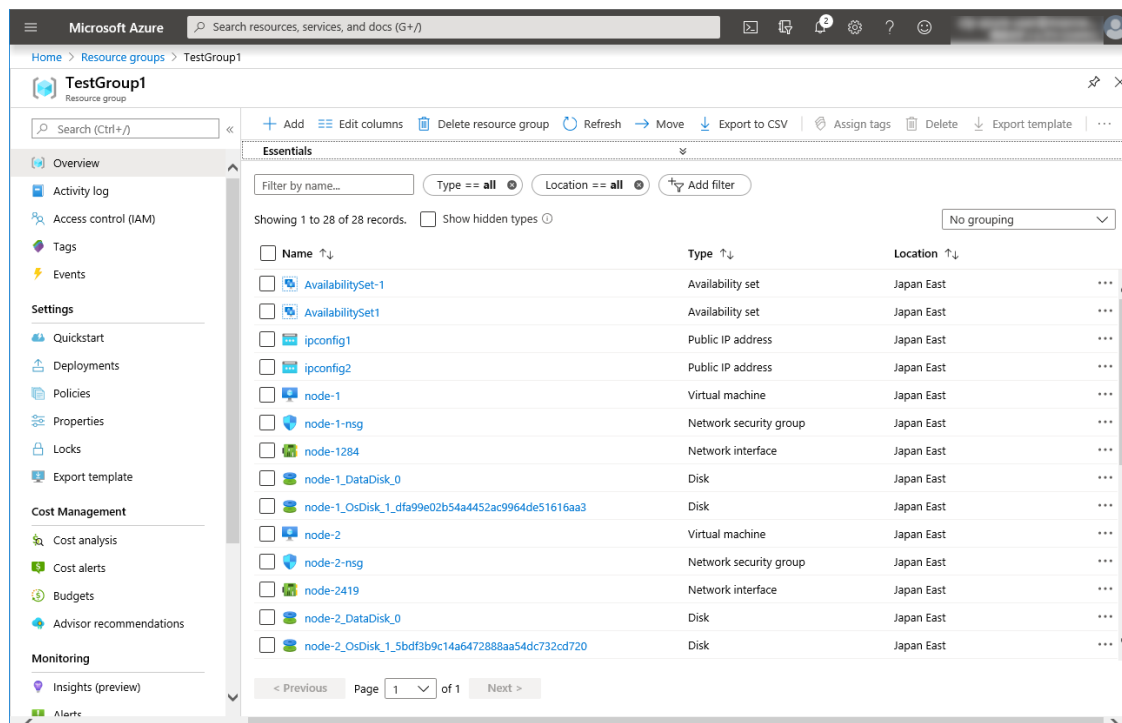 Microsoft Azure
Search resources, services, and docs (G+/)
2
Home > Resource groups > TestGroup1
TestGroup1
Resource group
Search (Ctrl+/)
«
Add
Edit columns
Delete resource group
Refresh
Move
Export to CSV
Assign tags
Delete
Export template
...
Overview
Activity log
Access control (IAM)
Tags
Events
Settings
Quickstart
Deployments
Policies
Properties
Locks
Export template
Cost Management
Cost analysis
Cost alerts
Budgets
Advisor recommendations
Monitoring
Insights (preview)
Alerts
Essentials
Filter by name...
Type == all
Location == all
Add filter
Showing 1 to 28 of 28 records.
Show hidden types
No grouping
Name ↑↓ Type ↑↓ Location ↑↓
AvailabilitySet-1 Availability set Japan East ...
AvailabilitySet1 Availability set Japan East ...
ipconfig1 Public IP address Japan East ...
ipconfig2 Public IP address Japan East ...
node-1 Virtual machine Japan East ...
node-1-nsg Network security group Japan East ...
node-1284 Network interface Japan East ...
node-1_DataDisk_0 Disk Japan East ...
node-1_OsDisk_1_dfa99e02b54a4452ac9964de51616aa3 Disk Japan East ...
node-2 Virtual machine Japan East ...
node-2-nsg Network security group Japan East ...
node-2419 Network interface Japan East ...
node-2_DataDisk_0 Disk Japan East ...
node-2_OsDisk_1_5bdf3b9c14a6472888aa54dc732cd720 Disk Japan East ...
< Previous Page 1 of 1 Next >